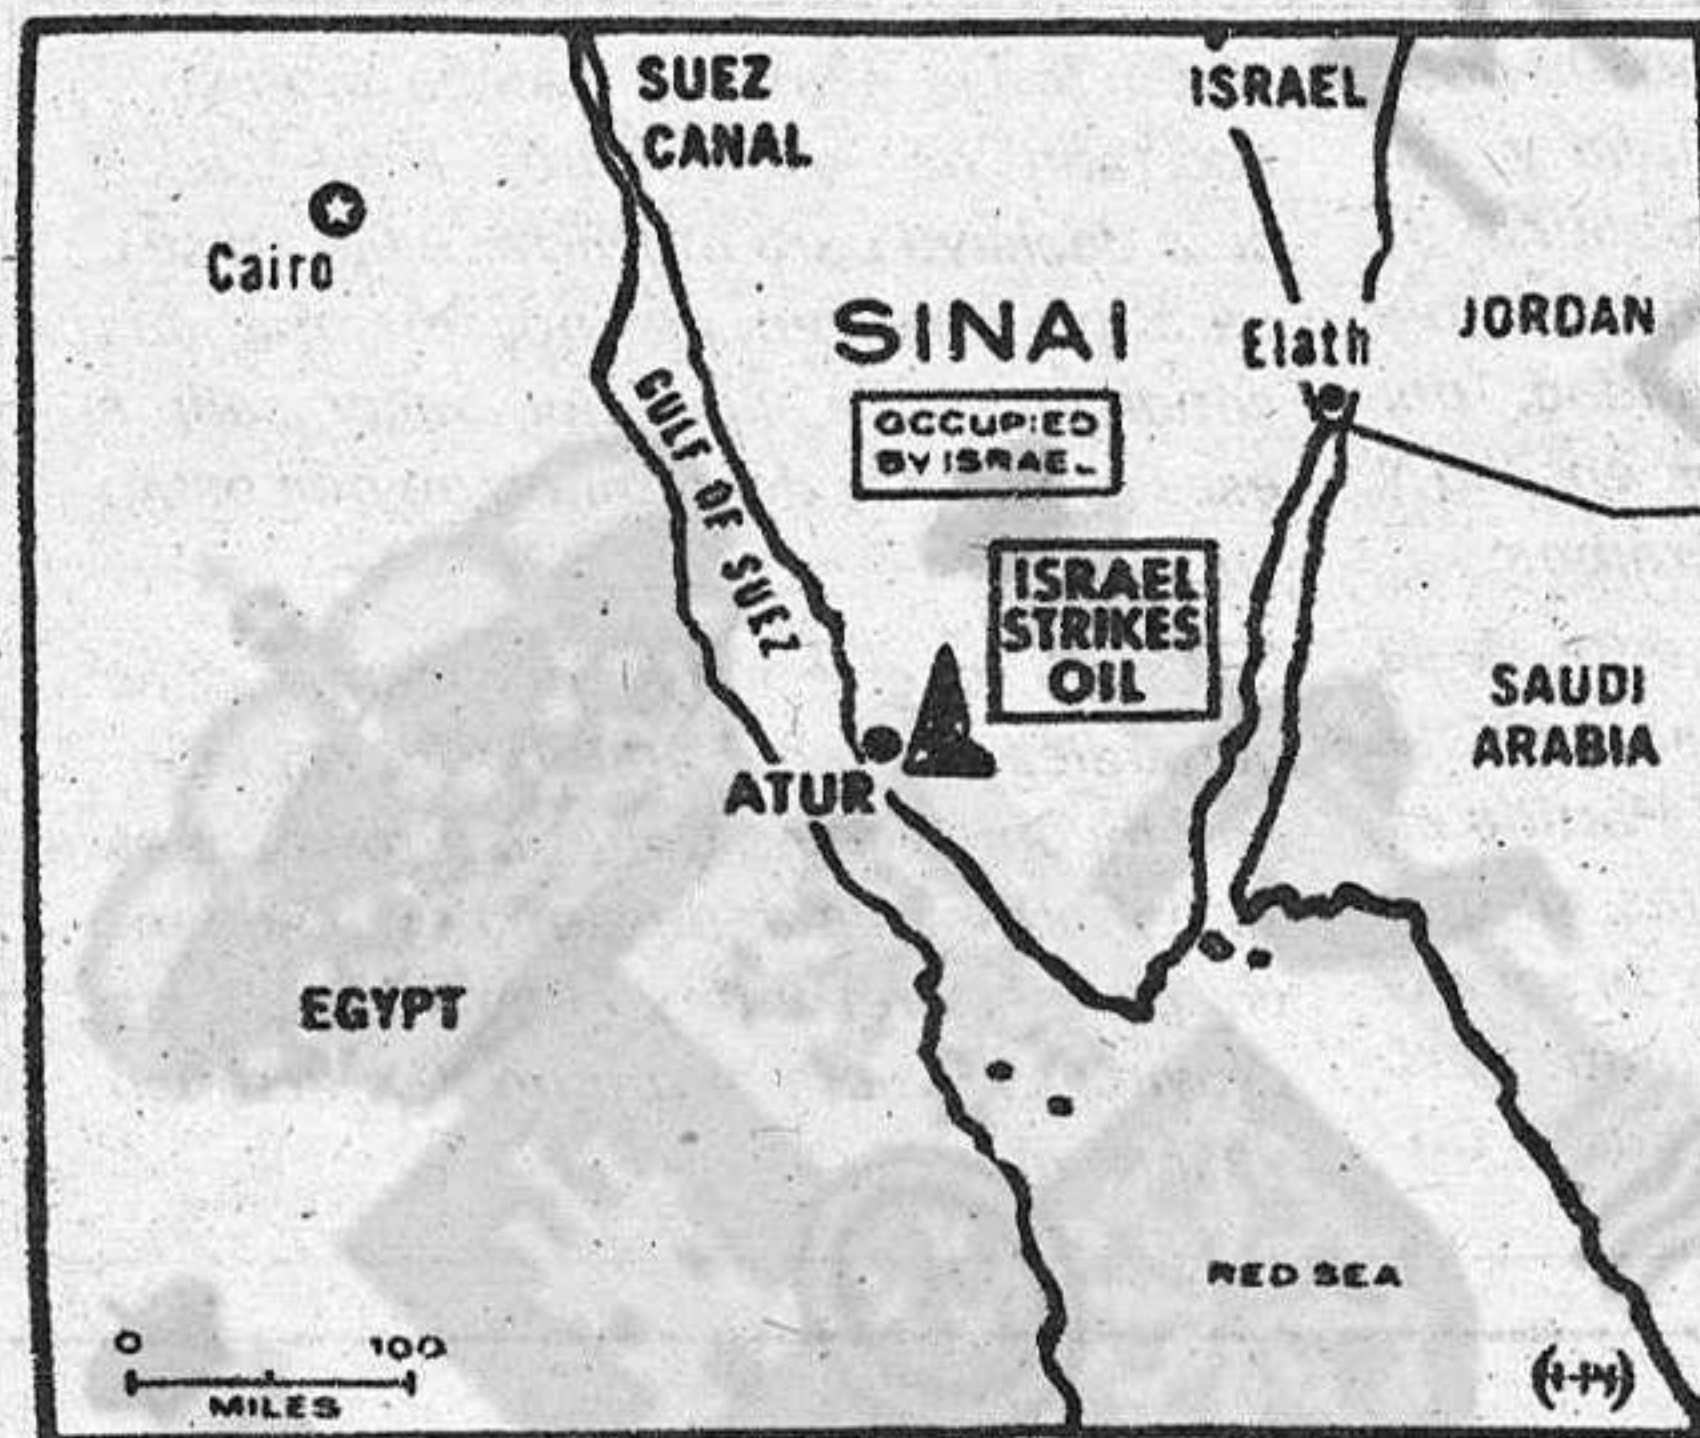 SUEZ
CANAL
ISRAEL
Cairo
SINAI
JORDAN
Elath
OCCUPIED
BY ISRAEL
GULF OF SUEZ
ISRAEL
STRIKES
OIL
SAUDI
ARABIA
ATUR
EGYPT
RED SEA
0 100
MILES